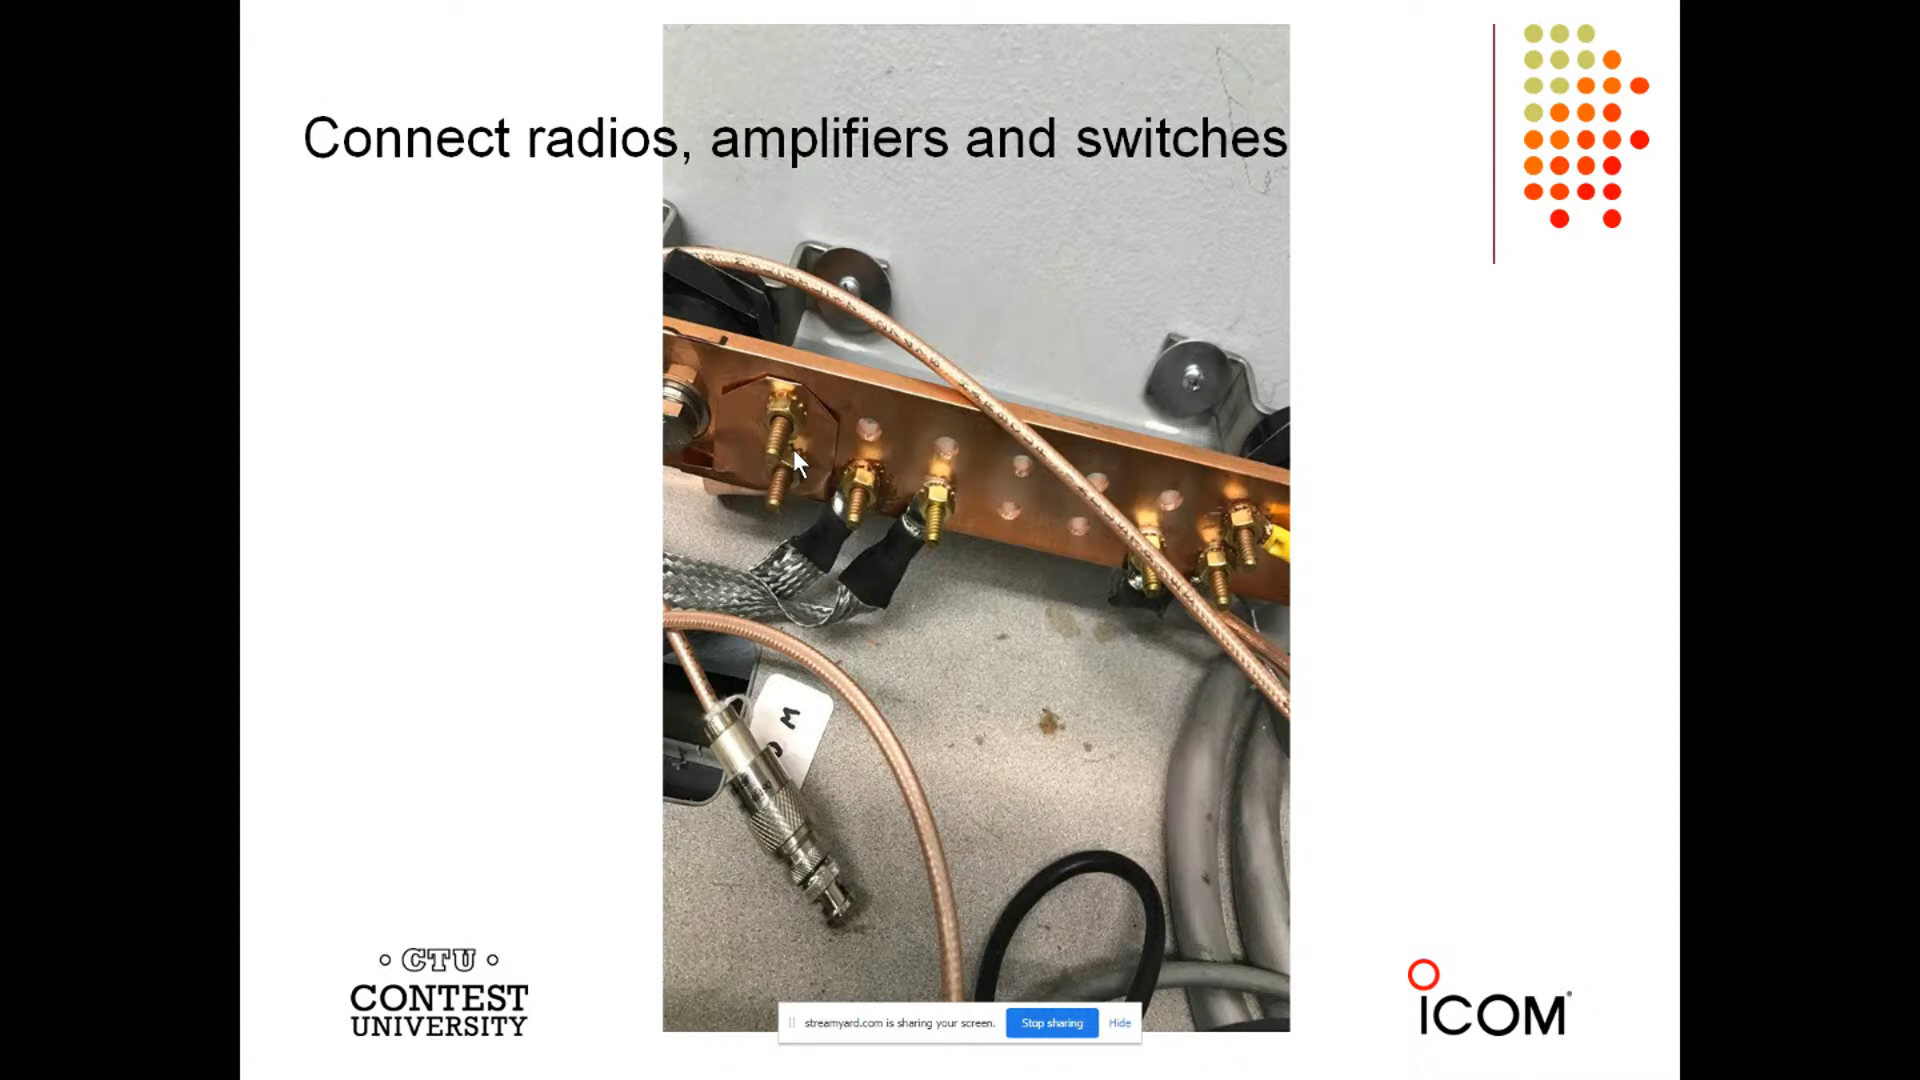 Connect radios, amplifiers and switches
M
· CTU ·
CONTEST
UNIVERSITY
streamyard.com is sharing your screen.
Stop sharing
Hide
ICOM